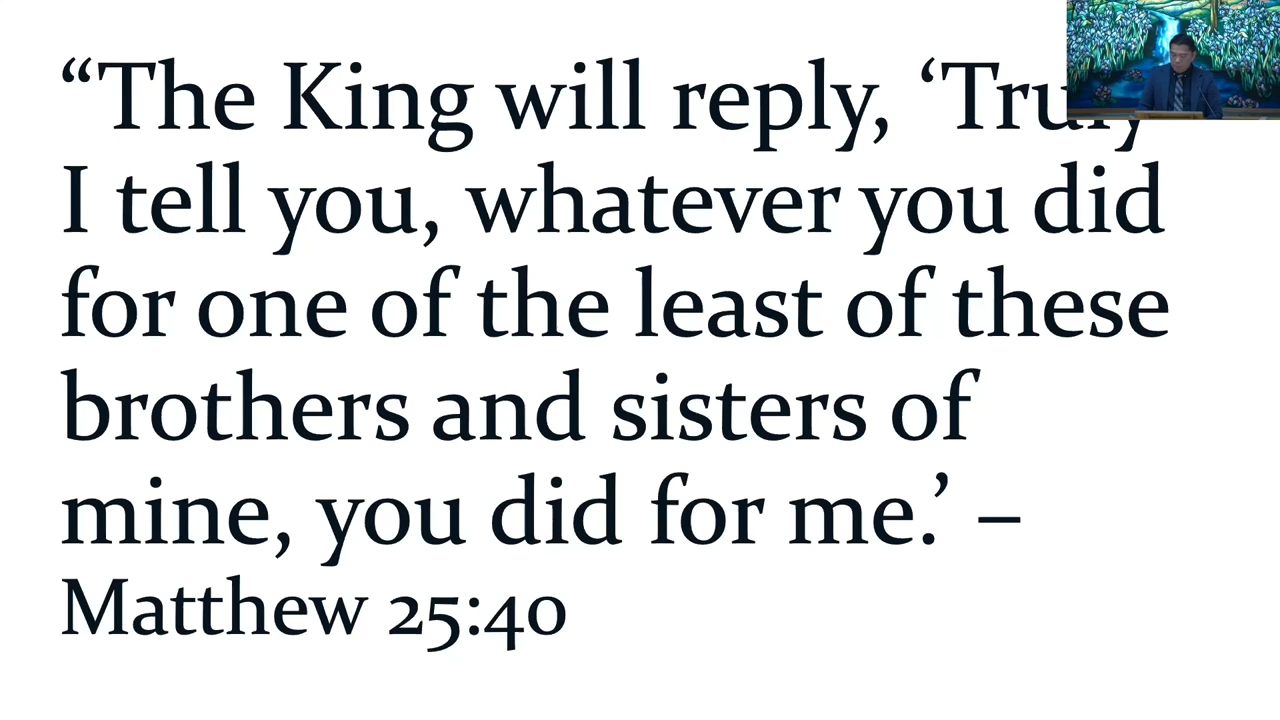 “The King will reply, ‘Truly
I tell you, whatever you did
for one of the least of these
brothers and sisters of
mine, you did for me.’ –
Matthew 25:40